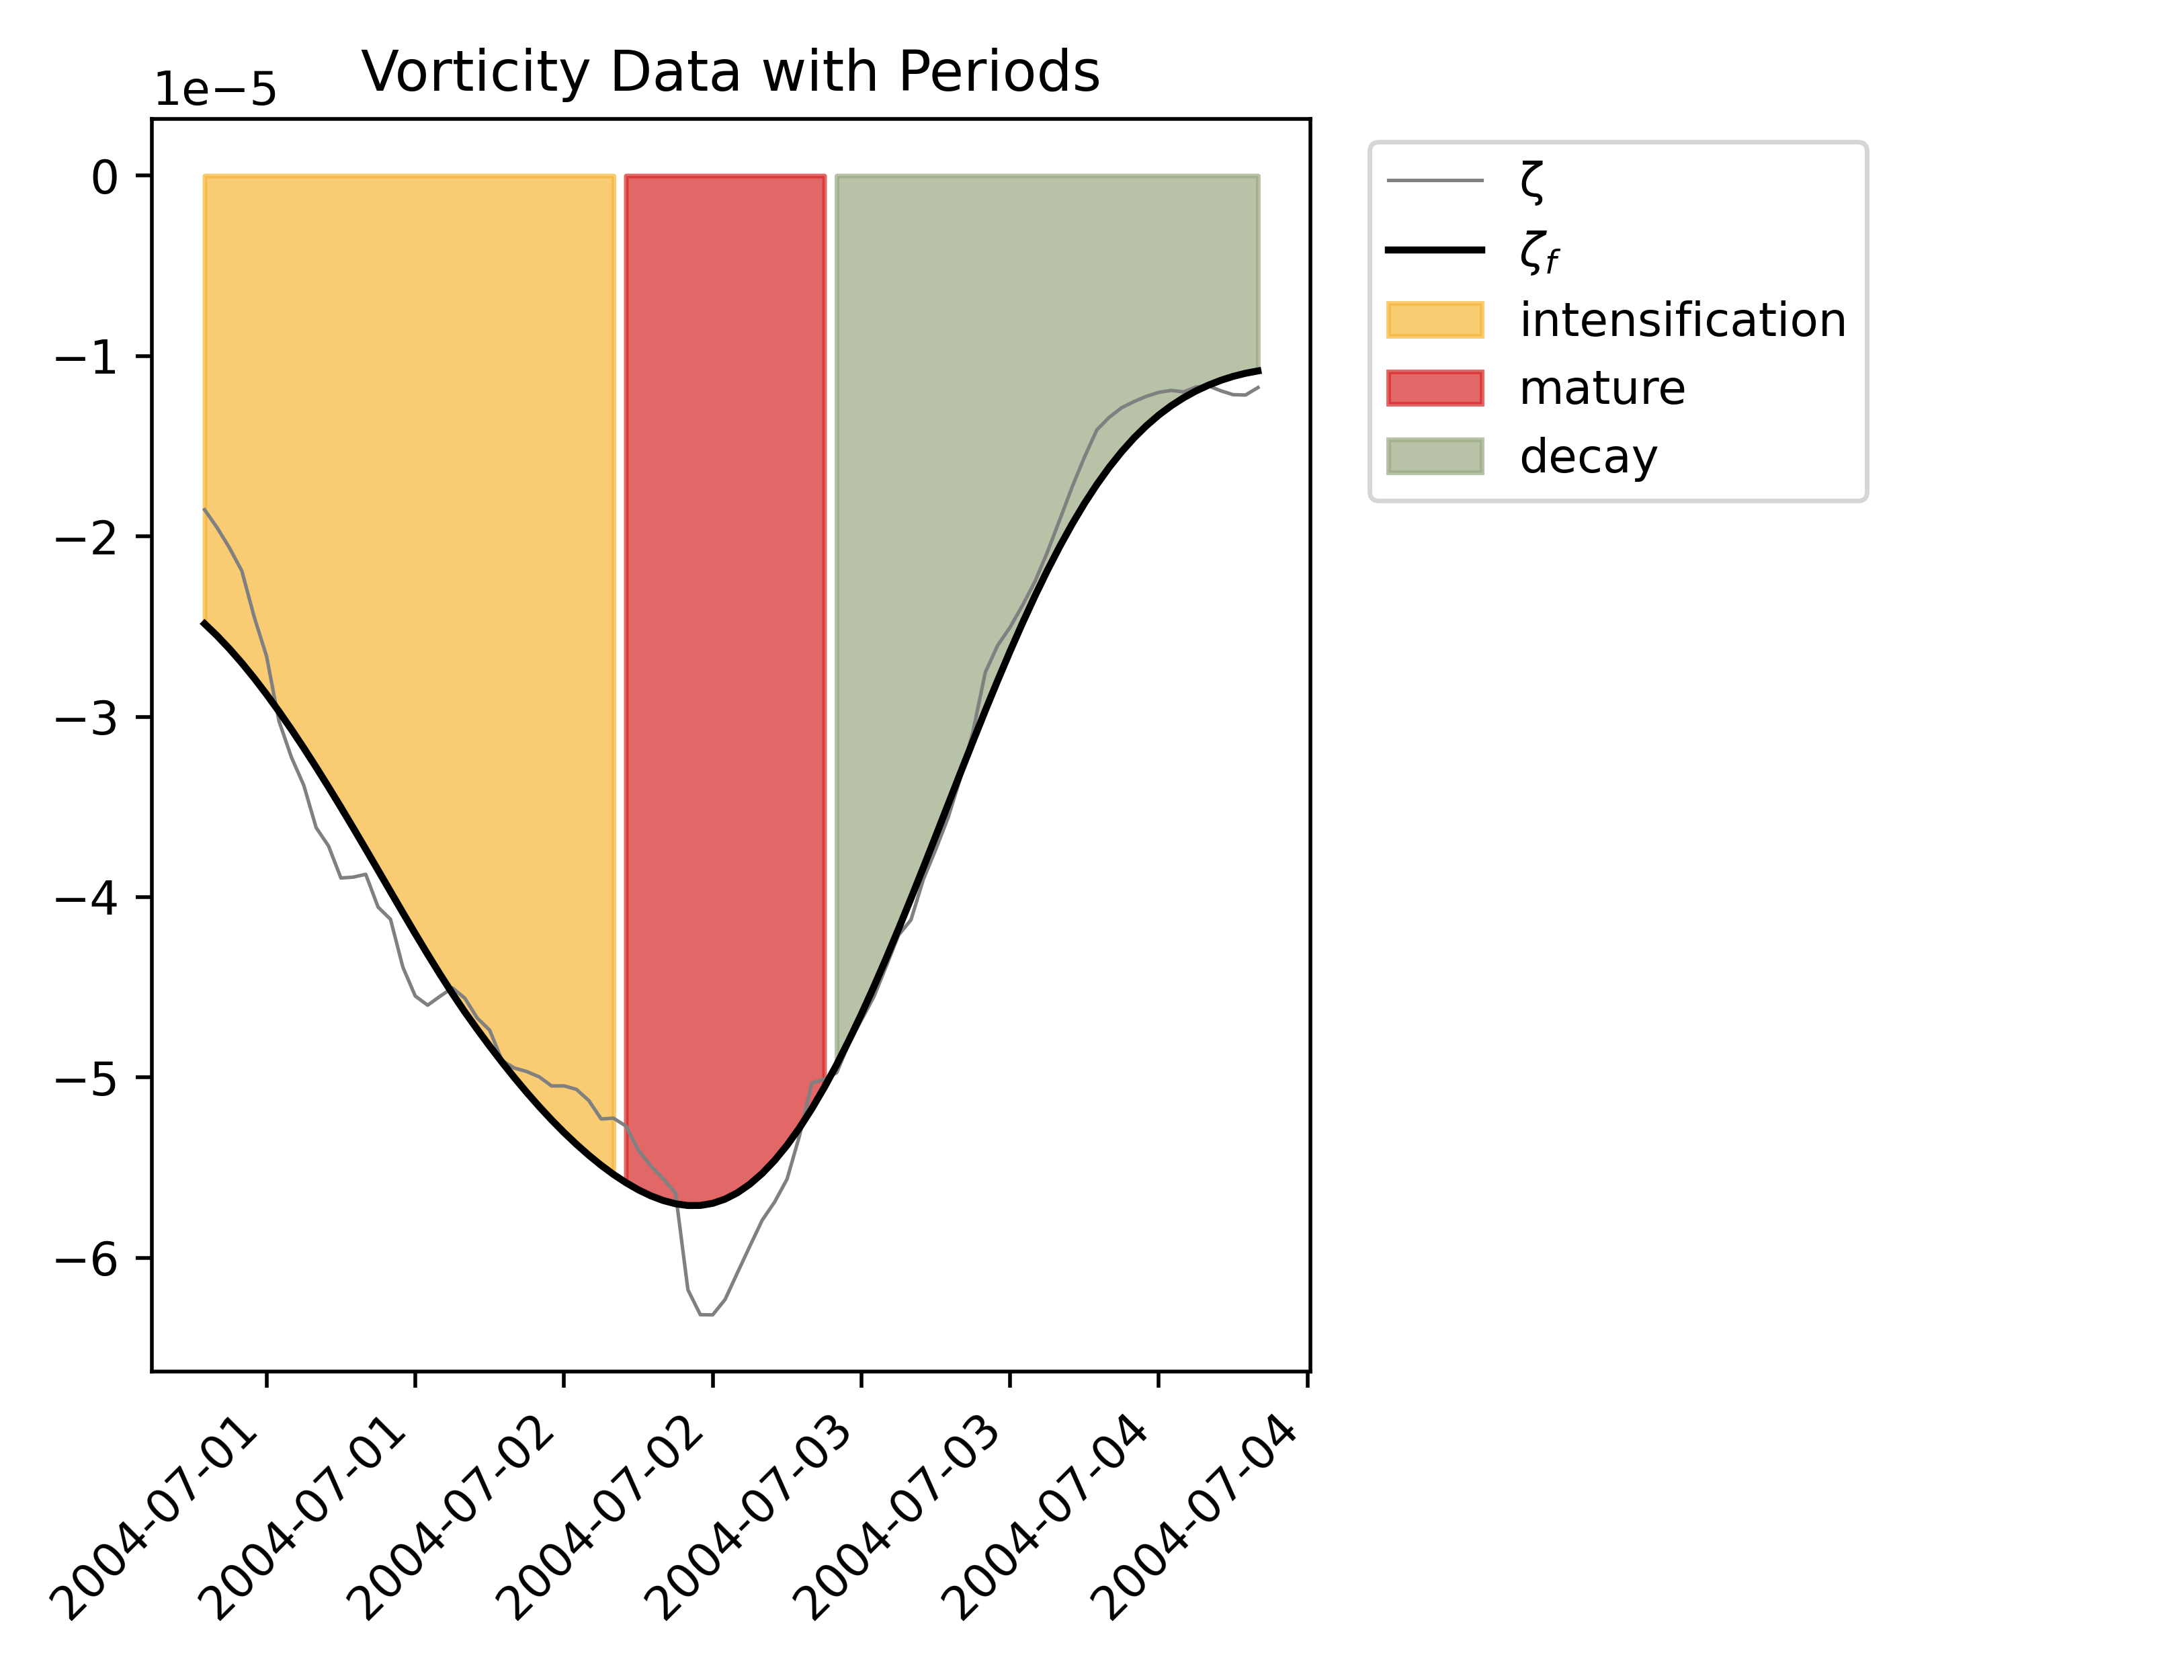 Vorticity Data with Periods
1e−5
0
−1
−2
−3
−4
−5
−6
2004-07-01
2004-07-01
2004-07-02
2004-07-02
2004-07-03
2004-07-03
2004-07-04
2004-07-04
ζ
ζf
intensification
mature
decay